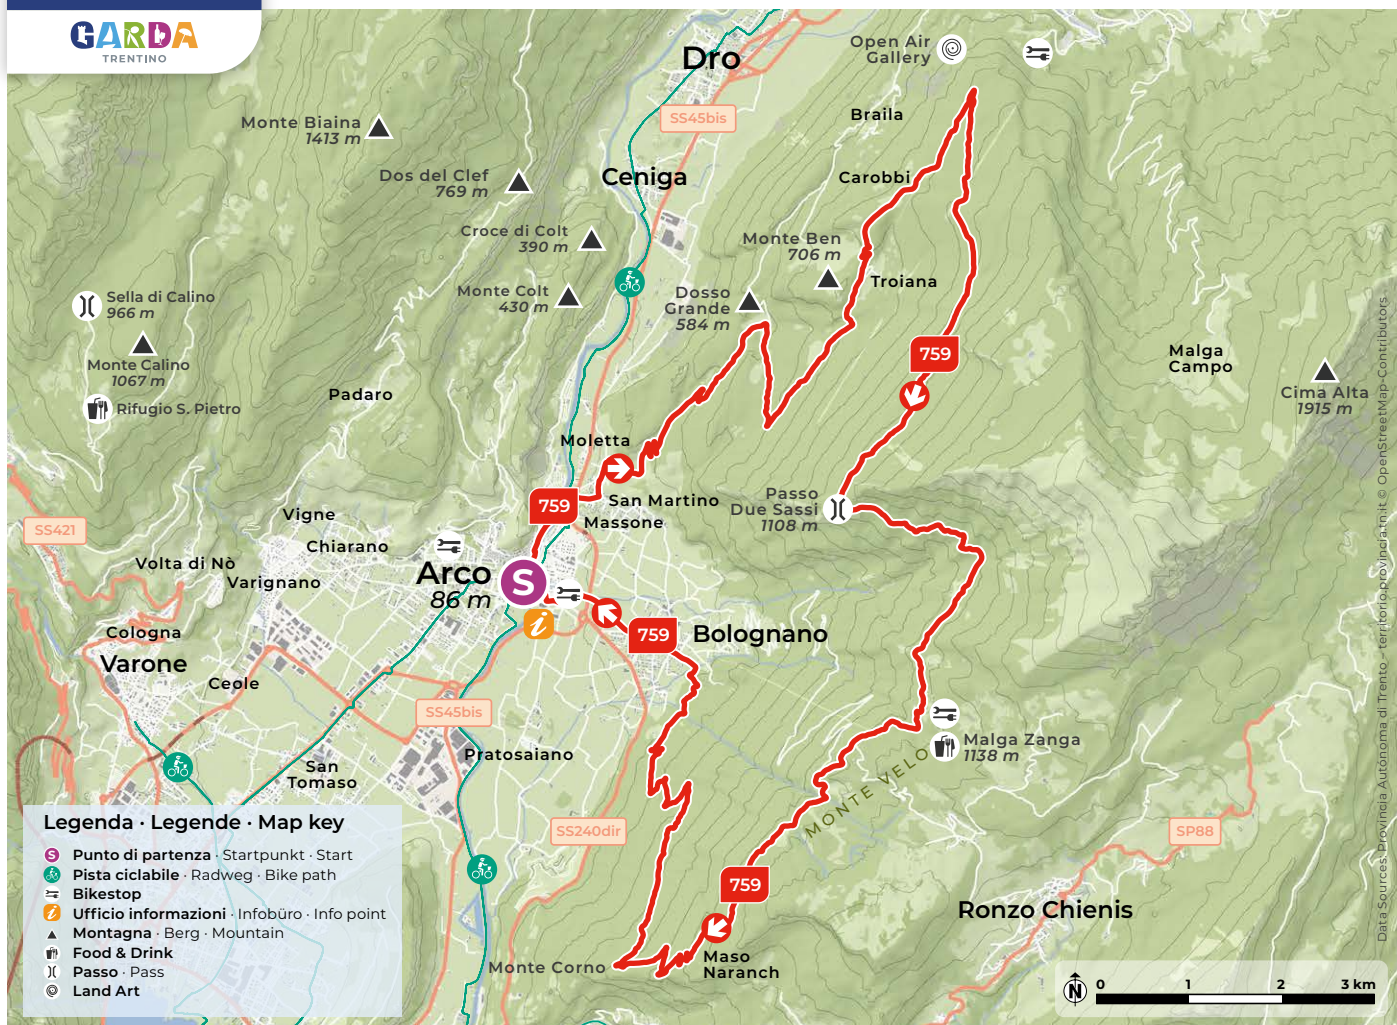 GARDA
TRENTINO
Dro
Open Air
Gallery
SS45bis
Braila
Monte Biaina
1413 m
Dos del Clef
769 m
Ceniga
Carobbi
Croce di Colt
390 m
Monte Ben
706 m
Troiana
Monte Colt
430 m
Dosso
Grande
584 m
Sella di Calino
966 m
Monte Calino
1067 m
Rifugio S. Pietro
759
Malga
Campo
Cima Alta
1915 m
Padaro
Moletta
759
San Martino
Massone
Passo
Due Sassi
1108 m
Vigne
Chiarano
SS421
Volta di Nò
Varignano
Arco
86 m
S
i
759
Bolognano
Cologna
Varone
Ceole
SS45bis
Pratosaiano
San
Tomaso
Malga Zanga
1138 m
MONTE VELO
SS240dir
SP88
759
Ronzo Chienis
Maso
Naranch
Monte Corno
Legenda · Legende · Map key
S Punto di partenza · Startpunkt · Start
Pista ciclabile · Radweg · Bike path
Bikestop
i Ufficio informazioni · Infobüro · Info point
Montagna · Berg · Mountain
Food & Drink
Passo · Pass
Land Art
N
0 1 2 3 km
Data Sources: Provincia Autónoma di Trento - territorio.provincia.tn.it © OpenStreetMap-Contributors